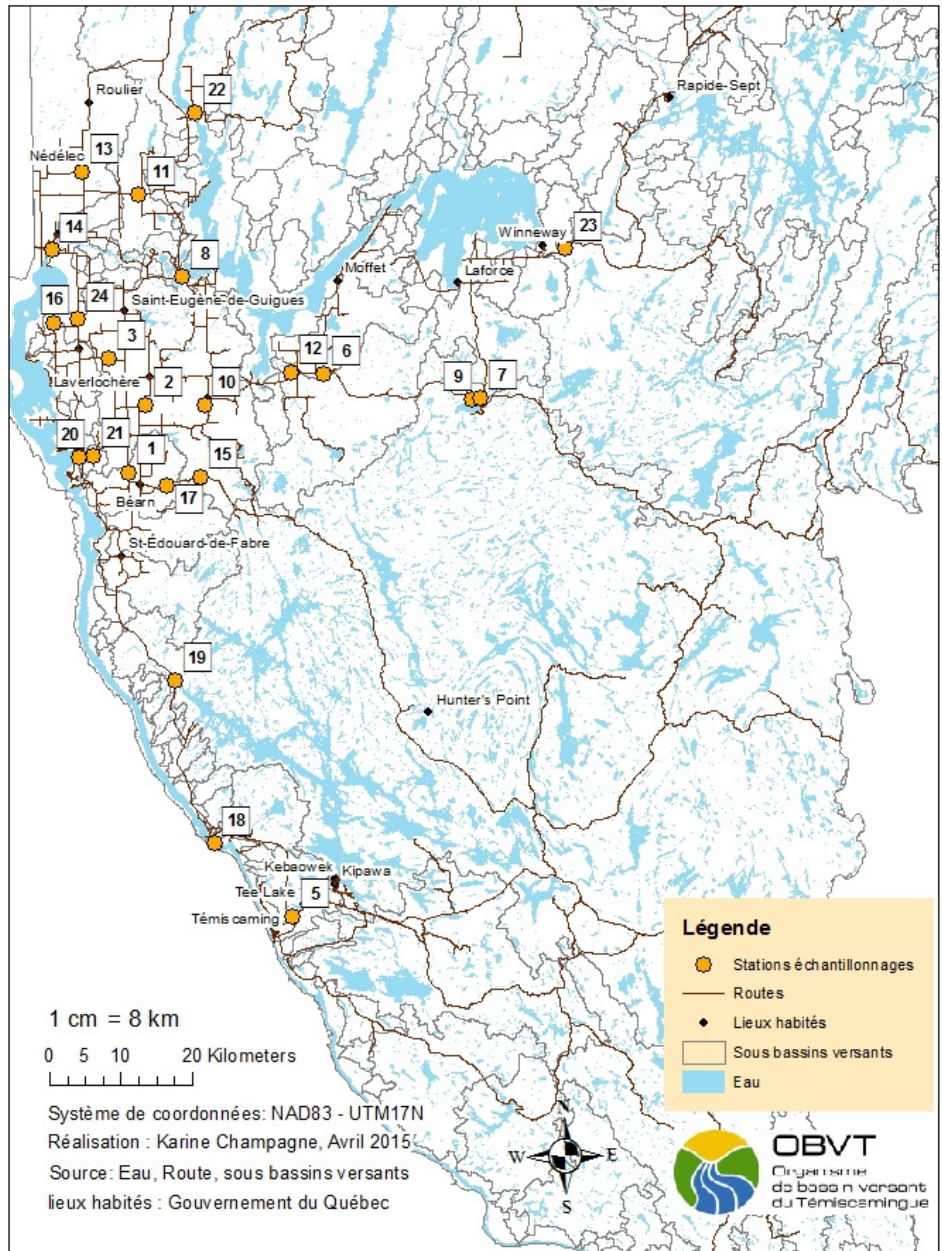 Roulier
22
Rapide-Sept
13
Nédélec
11
14
23
Winneway
8
Moffet
Laforce
Saint-Eugène-de-Guigues
16
24
3
12
6
Laverlochère
2
10
9
7
20
21
1
15
Béarn
17
St-Édouard-de-Fabre
19
Hunter's Point
18
Kebaowek
Kipawa
Tee Lake
5
Témiscaming
Légende
Stations échantillonnages
Routes
Lieux habités
Sous bassins versants
Eau
1 cm = 8 km
0 5 10 20 Kilometers
Système de coordonnées: NAD83 - UTM17N
Réalisation : Karine Champagne, Avril 2015
Source: Eau, Route, sous bassins versants
lieux habités : Gouvernement du Québec
N
W E
S
OBVT
Organisme
de bassin versant
du Témiscamingue